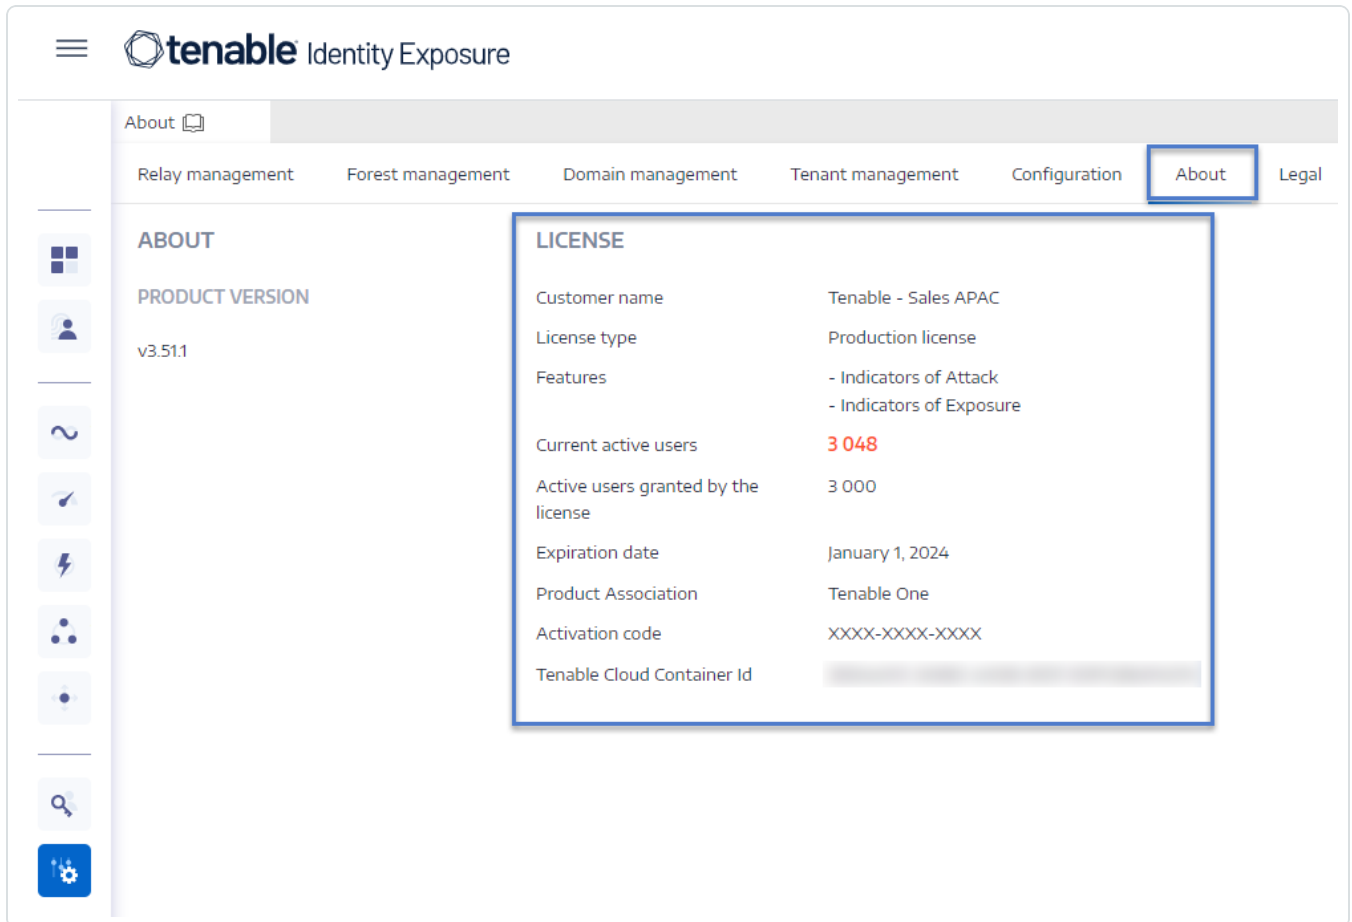 tenable Identity Exposure
About
Relay management Forest management Domain management Tenant management Configuration About Legal
ABOUT
PRODUCT VERSION
v3.51.1
LICENSE
Customer name Tenable - Sales APAC
License type Production license
Features - Indicators of Attack
- Indicators of Exposure
Current active users 3 048
Active users granted by the 3 000
license
Expiration date January 1, 2024
Product Association Tenable One
Activation code XXXX-XXXX-XXXX
Tenable Cloud Container Id